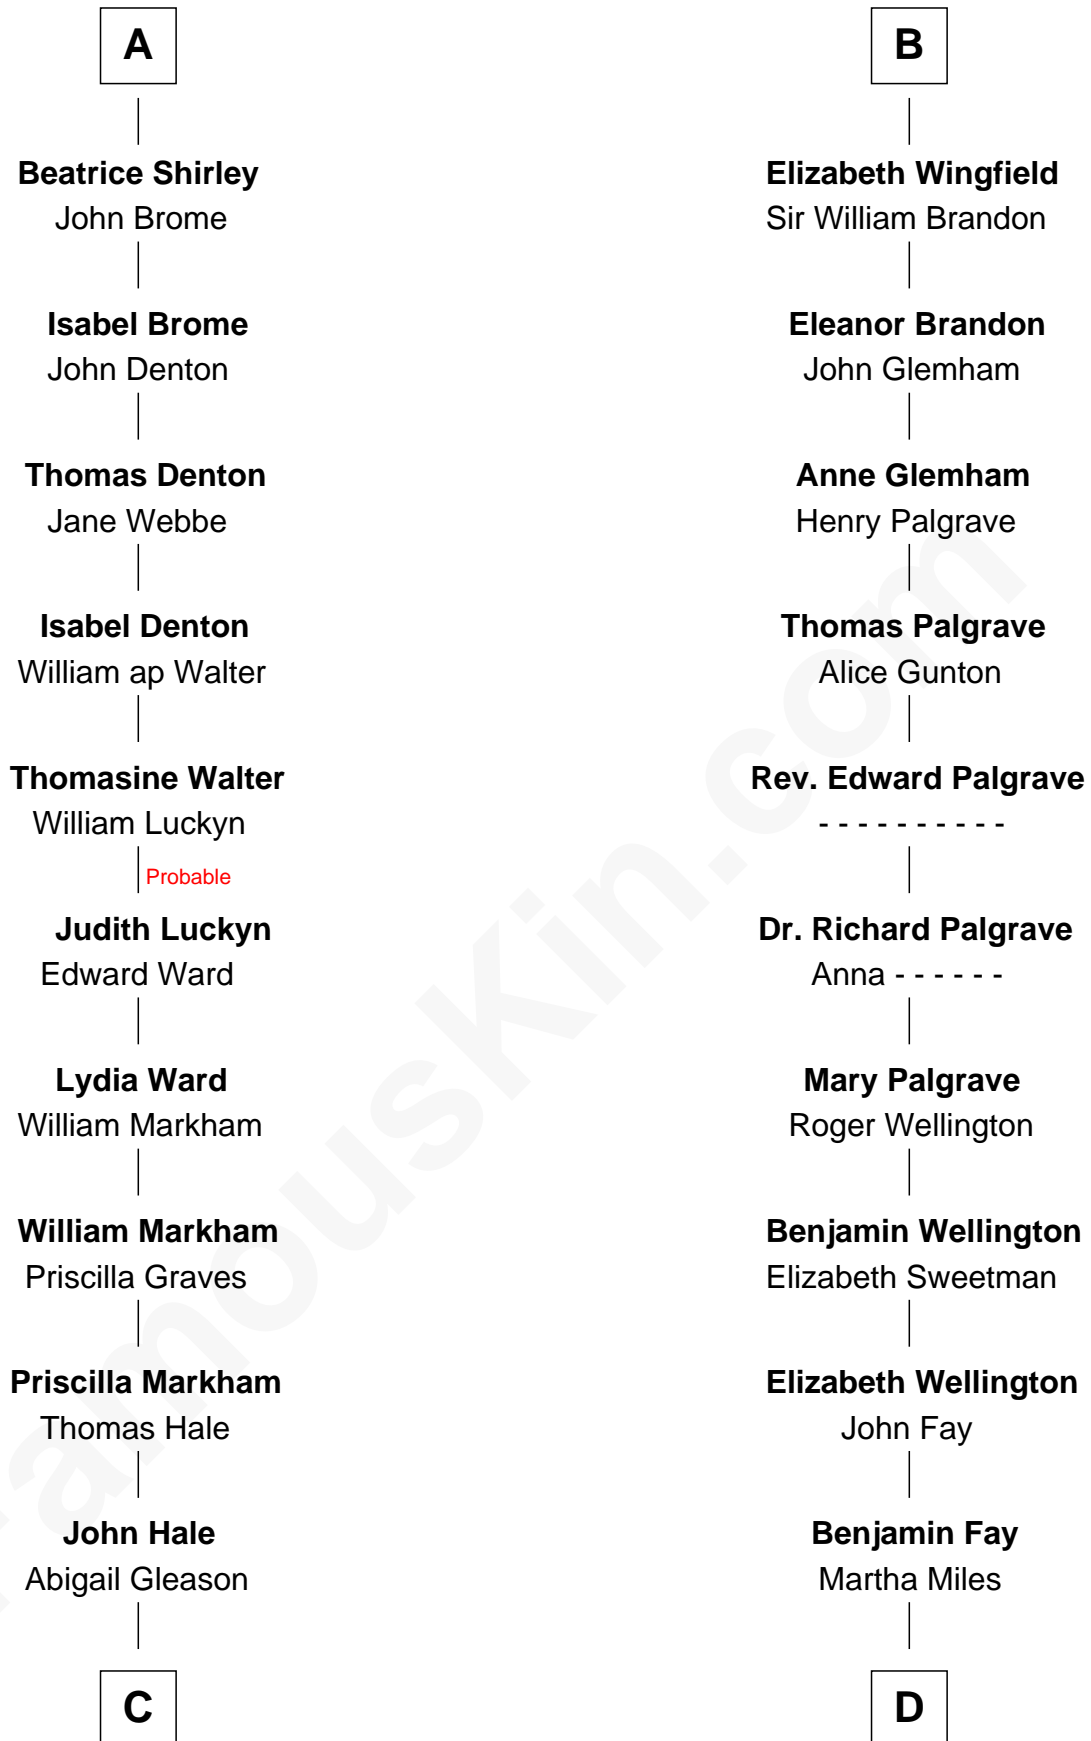 A
Beatrice Shirley
John Brome
Isabel Brome
John Denton
Thomas Denton
Jane Webbe
Isabel Denton
William ap Walter
Thomasine Walter
William Luckyn
Probable
Judith Luckyn
Edward Ward
Lydia Ward
William Markham
William Markham
Priscilla Graves
Priscilla Markham
Thomas Hale
John Hale
Abigail Gleason
C
B
Elizabeth Wingfield
Sir William Brandon
Eleanor Brandon
John Glemham
Anne Glemham
Henry Palgrave
Thomas Palgrave
Alice Gunton
Rev. Edward Palgrave
- - - - - - - - - -
Dr. Richard Palgrave
Anna - - - - - -
Mary Palgrave
Roger Wellington
Benjamin Wellington
Elizabeth Sweetman
Elizabeth Wellington
John Fay
Benjamin Fay
Martha Miles
D
FamousKin.com